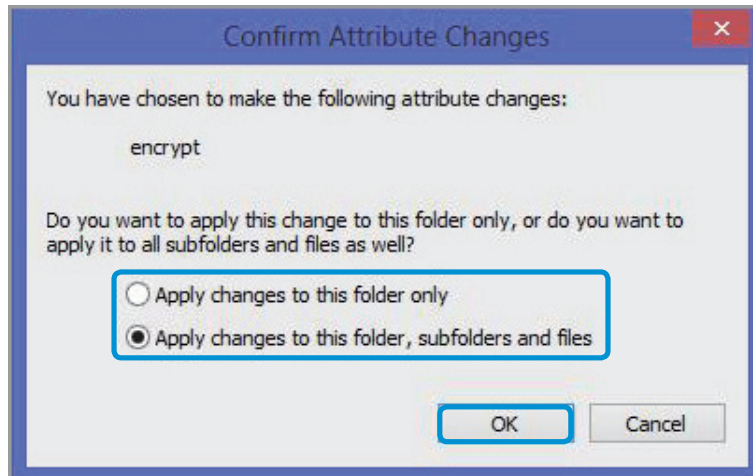 Confirm Attribute Changes
You have chosen to make the following attribute changes:
encrypt
Do you want to apply this change to this folder only, or do you want to
apply it to all subfolders and files as well?
Apply changes to this folder only
Apply changes to this folder, subfolders and files
OK Cancel